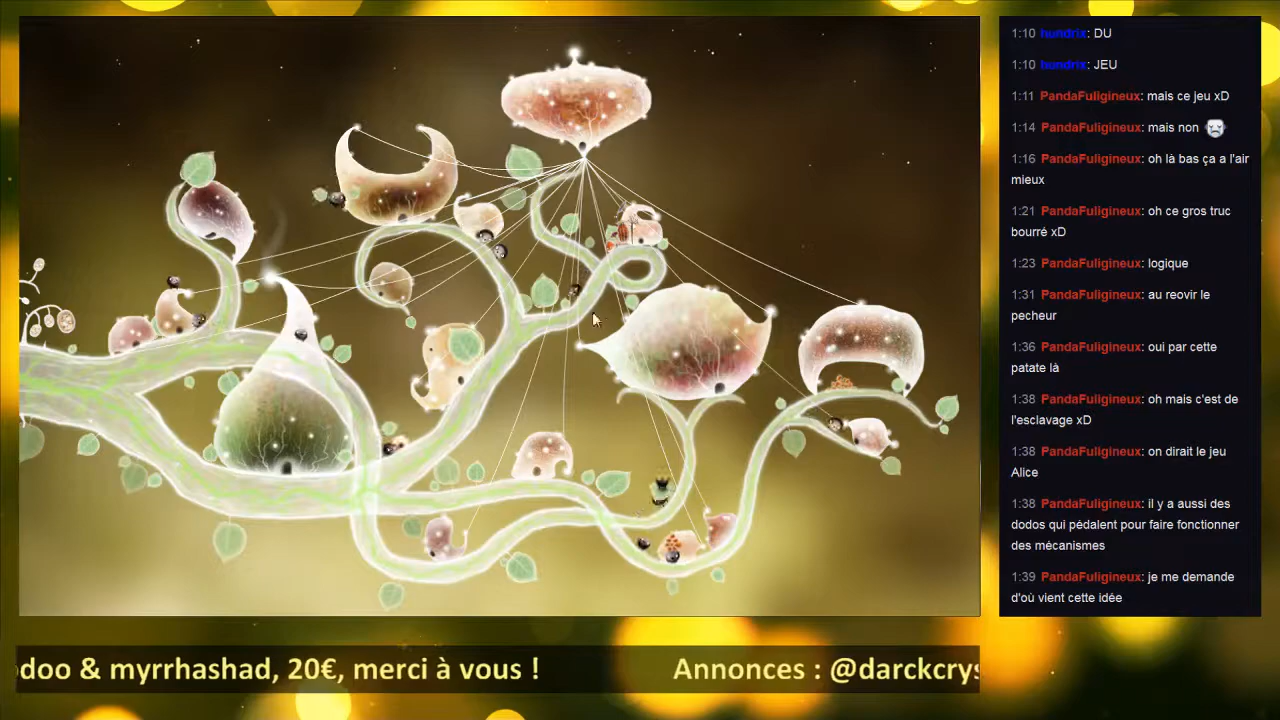 1:10 hundrix: DU
1:10 hundrix: JEU
1:11 PandaFuligineux: mais ce jeu xD
1:14 PandaFuligineux: mais non
1:16 PandaFuligineux: oh là bas ça a l'air
mieux
1:21 PandaFuligineux: oh ce gros truc
bourré xD
1:23 PandaFuligineux: logique
1:31 PandaFuligineux: au reovir le
pecheur
1:36 PandaFuligineux: oui par cette
patate là
1:38 PandaFuligineux: oh mais c'est de
l'esclavage xD
1:38 PandaFuligineux: on dirait le jeu
Alice
1:38 PandaFuligineux: il y a aussi des
dodos qui pédalent pour faire fonctionner
des mécanismes
1:39 PandaFuligineux: je me demande
d'où vient cette idée
odoo & myrrhashad, 20€, merci à vous ! Annonces : @darckcrys